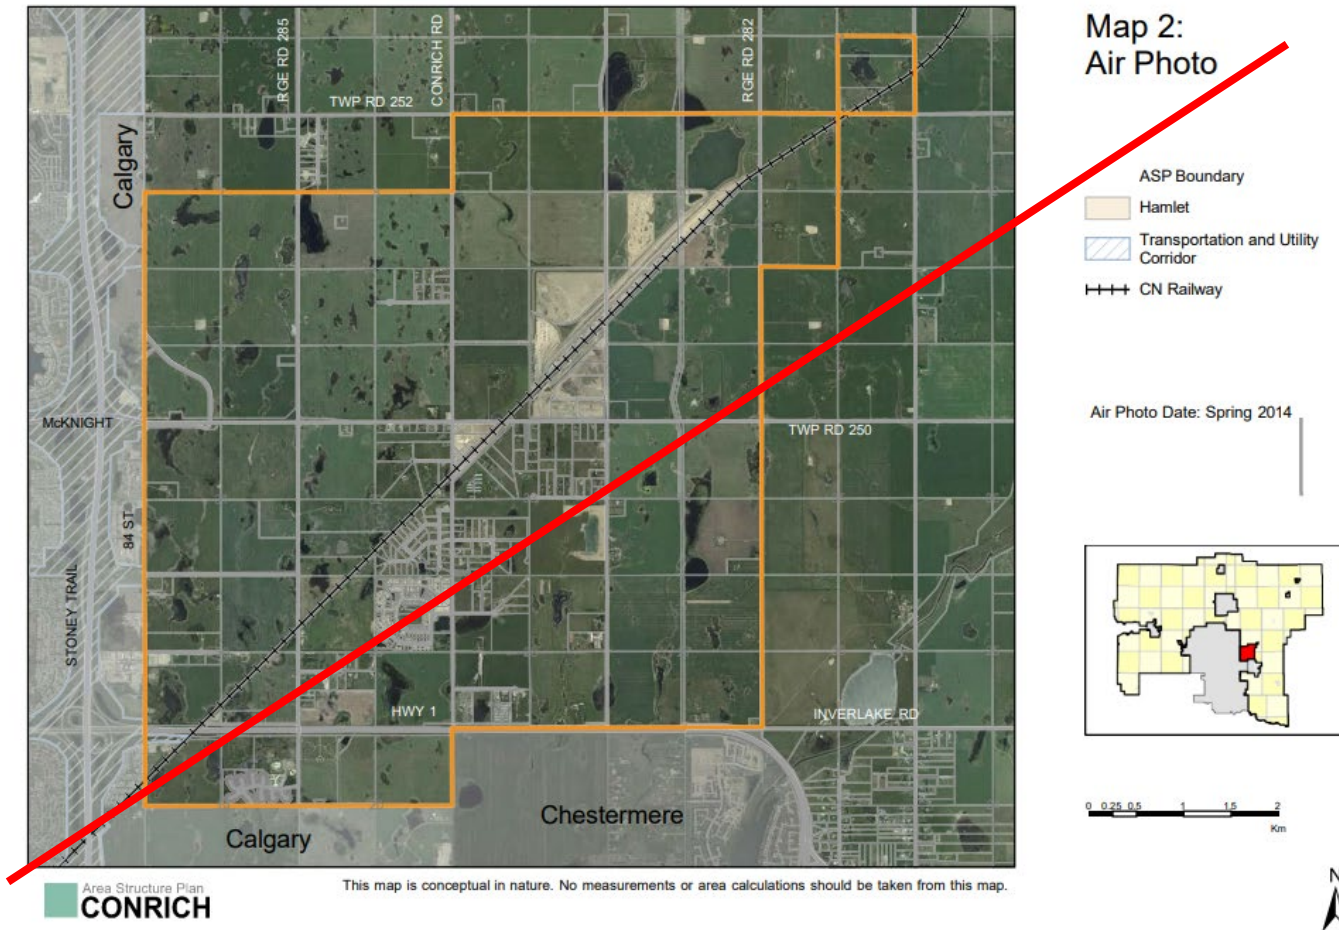 Map 2:
Air Photo
RGE RD 285
CONRICH RD
RGE RD 282
TWP RD 252
Calgary
ASP Boundary
Hamlet
Transportation and Utility
Corridor
CN Railway
Air Photo Date: Spring 2014
McKNIGHT
TWP RD 250
84 ST
STONEY TRAIL
HWY 1
INVERLAKE RD
Chestermere
Calgary
0 0.25 0.5 1 1.5 2
Km
N
Area Structure Plan
CONRICH
This map is conceptual in nature. No measurements or area calculations should be taken from this map.